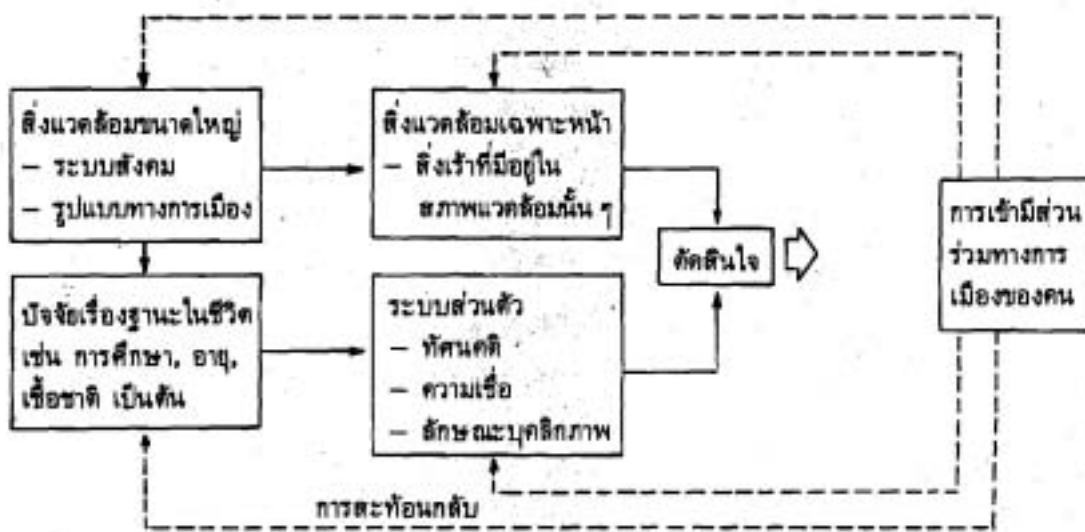 สิ่งแวดล้อมขนาดใหญ่
– ระบบสังคม
– รูปแบบทางการเมือง
สิ่งแวดล้อมเฉพาะหน้า
– สิ่งเร้าที่มีอยู่ใน
สภาพแวดล้อมนั้น ๆ
ตัดสินใจ
การเข้ามีส่วน
ร่วมทางการ
เมืองของคน
ปัจจัยเรื่องฐานะในชีวิต
เช่น การศึกษา, อายุ,
เชื้อชาติ เป็นต้น
ระบบส่วนตัว
– ทัศนคติ
– ความเชื่อ
– ลักษณะบุคลิกภาพ
การสะท้อนกลับ